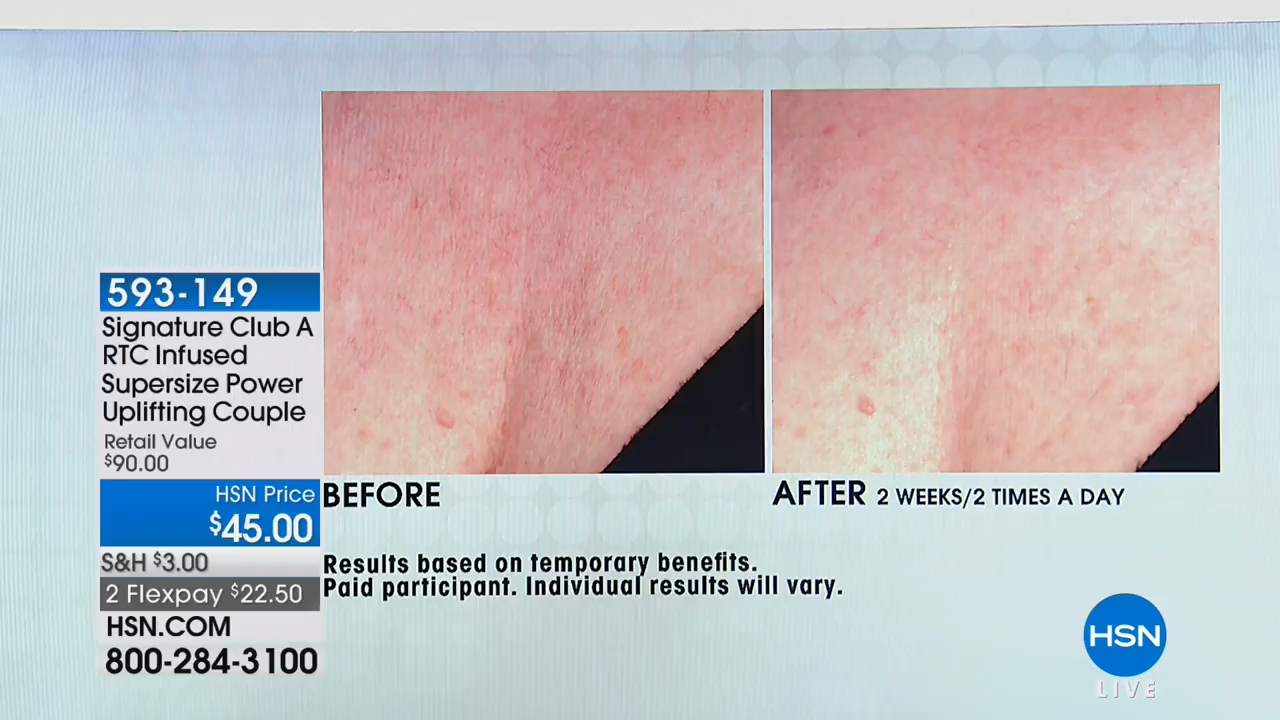 593-149
Signature Club A
RTC Infused
Supersize Power
Uplifting Couple
Retail Value
$90.00
HSN Price
$45.00
S&H $3.00
2 Flexpay $22.50
HSN.COM
800-284-3100
BEFORE
AFTER 2 WEEKS/2 TIMES A DAY
Results based on temporary benefits.
Paid participant. Individual results will vary.
HSN
LIVE